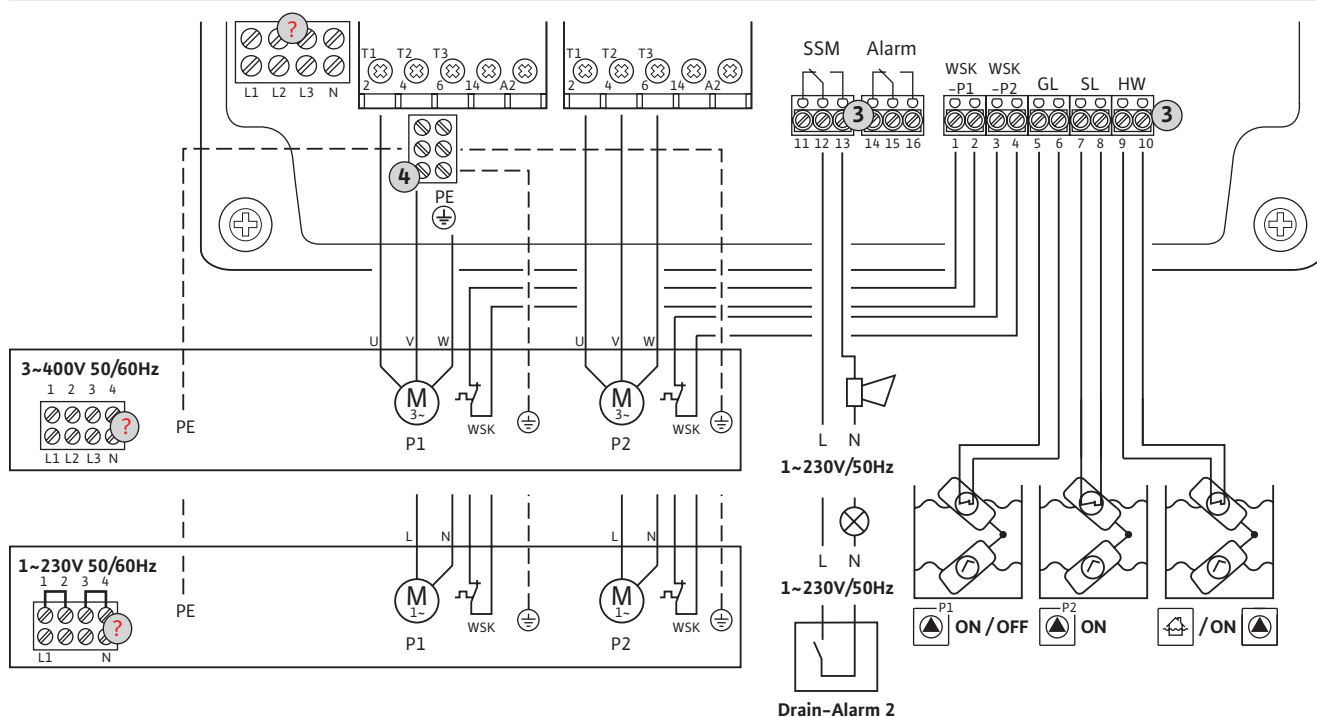 ?
L1 L2 L3 N
T1 T2 T3
2 4 6 14 A2
T1 T2 T3
2 4 6 14 A2
SSM Alarm
3
11 12 13 14 15 16
WSK -P1 WSK -P2 GL SL HW
3
1 2 3 4 5 6 7 8 9 10
4
PE
U V W U V W
3~400V 50/60Hz
1 2 3 4
?
L1 L2 L3 N
PE
M 3~
P1
WSK
M 3~
P2
WSK
L N
1~230V/50Hz
L N
1~230V/50Hz
Drain-Alarm 2
L N L N
1~230V 50/60Hz
1 2 3 4
?
L1 N
PE
M 1~
P1
WSK
M 1~
P2
WSK
P1 ON / OFF
P2 ON
/ ON